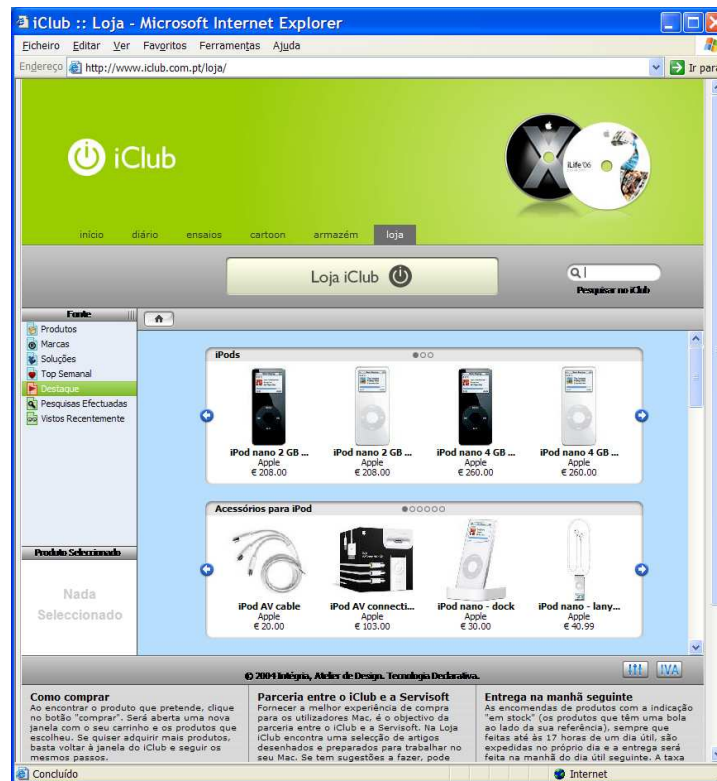 iClub :: Loja - Microsoft Internet Explorer
Ficheiro Editar Ver Favoritos Ferramentas Ajuda
Endereço http://www.iclub.com.pt/loja/ Ir para
iClub
X
iLife'06
início diário ensaios cartoon armazém loja
Loja iClub
Pesquisar no iClub
Fonte
Produtos
Marcas
Soluções
Top Semanal
Destaque
Pesquisas Efectuadas
Vistos Recentemente
iPods
iPod nano 2 GB ... iPod nano 2 GB ... iPod nano 4 GB ... iPod nano 4 GB ...
Apple Apple Apple Apple
€ 208.00 € 208.00 € 260.00 € 260.00
Acessórios para iPod
iPod AV cable iPod AV connecti... iPod nano - dock iPod nano - lany...
Apple Apple Apple Apple
€ 20.00 € 103.00 € 30.00 € 40.99
Produto Seleccionado
Nada
Seleccionado
© 2004 Intégria, Atelier de Design. Tecnologia Declarativa.
IVA
Como comprar
Ao encontrar o produto que pretende, clique
no botão "comprar". Será aberta uma nova
janela com o seu carrinho e os produtos que
escolheu. Se quiser adquirir mais produtos,
basta voltar à janela do iClub e seguir os
mesmos passos.
Parceria entre o iClub e a Servisoft
Fornecer a melhor experiência de compra
para os utilizadores Mac, é o objectivo da
parceria entre o iClub e a Servisoft. Na Loja
iClub encontra uma selecção de artigos
desenhados e preparados para trabalhar no
seu Mac. Se tem sugestões a fazer, pode
Entrega na manhã seguinte
As encomendas de produtos com a indicação
"em stock" (os produtos que têm uma bola
ao lado da sua referência), sempre que
feitas até às 17 horas de um dia útil, são
expedidas no próprio dia e a entrega será
feita na manhã do dia útil seguinte. A taxa
Concluído Internet